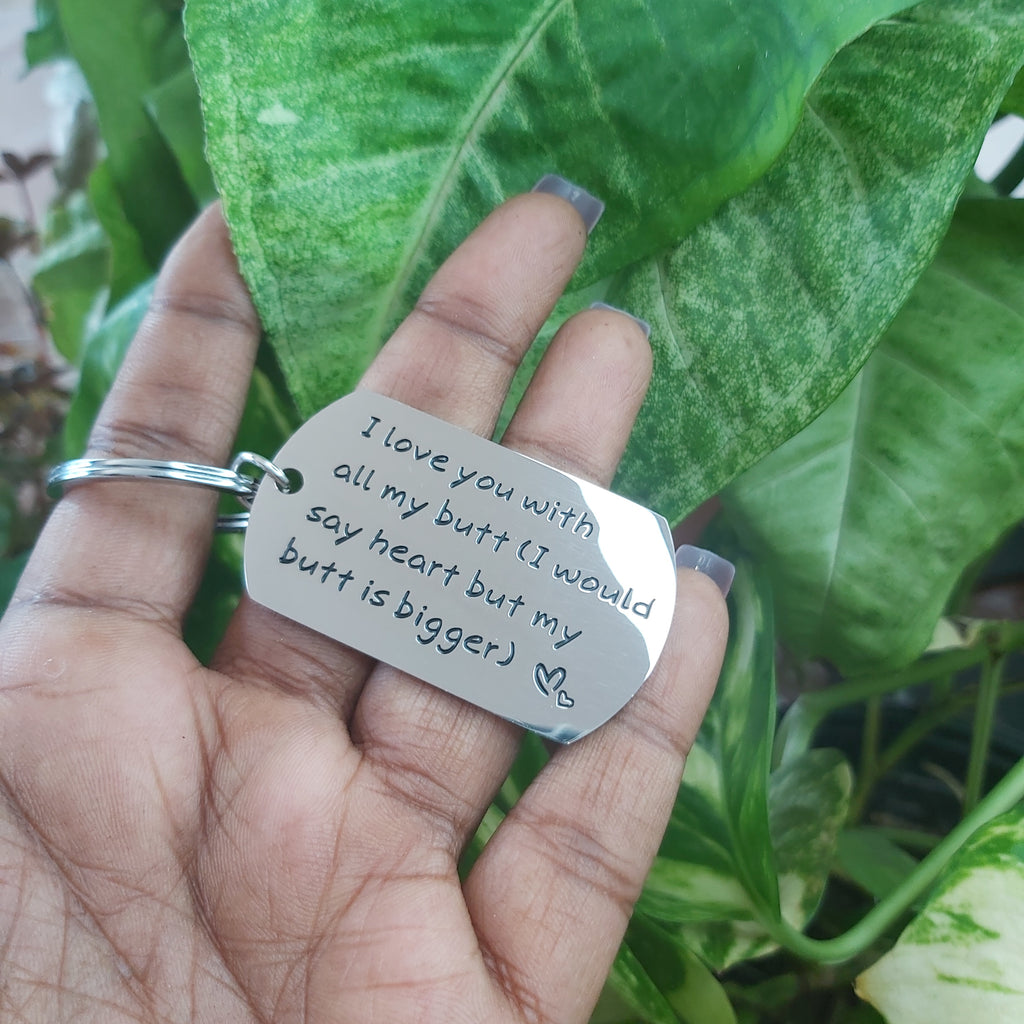 I love you with
all my butt (I would
say heart but my
butt is bigger)